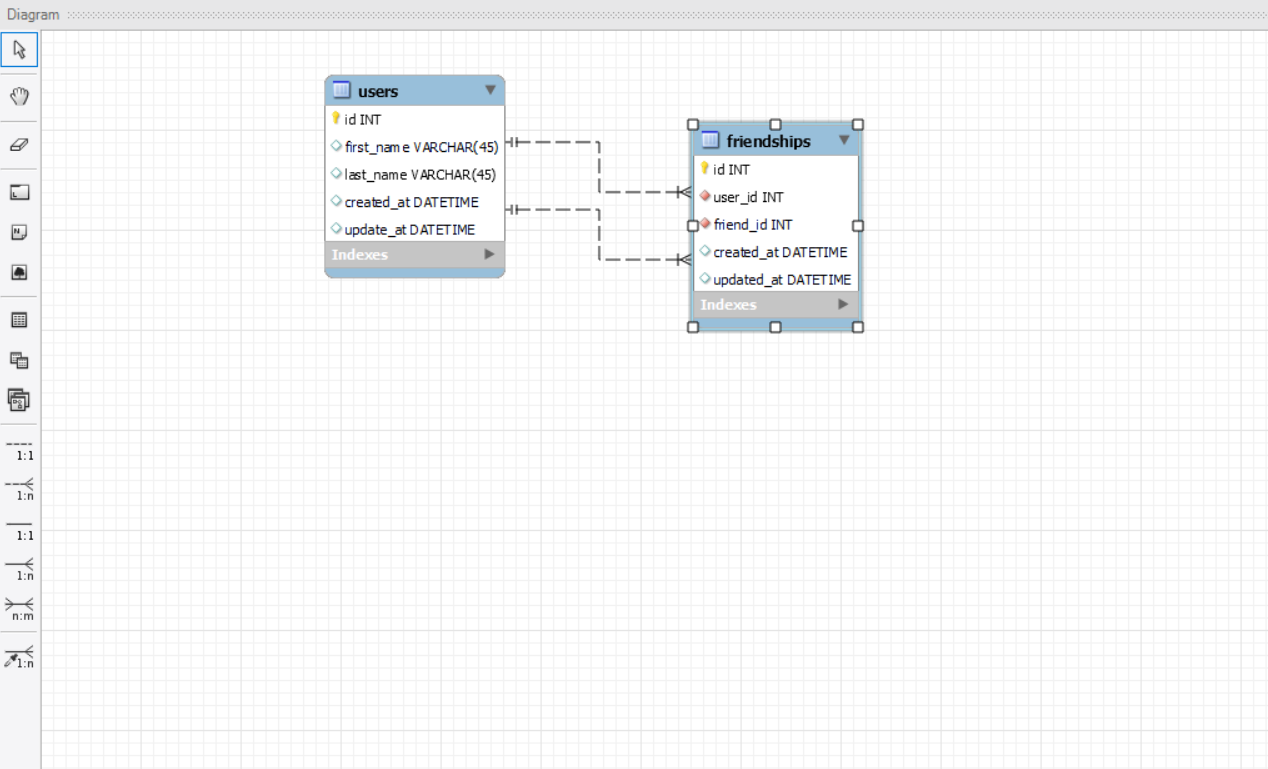 Diagram
users
id INT
first_name VARCHAR(45)
last_name VARCHAR(45)
created_at DATETIME
update_at DATETIME
Indexes
friendships
id INT
user_id INT
friend_id INT
created_at DATETIME
updated_at DATETIME
Indexes
1:1
1:n
1:1
1:n
n:m
1:n